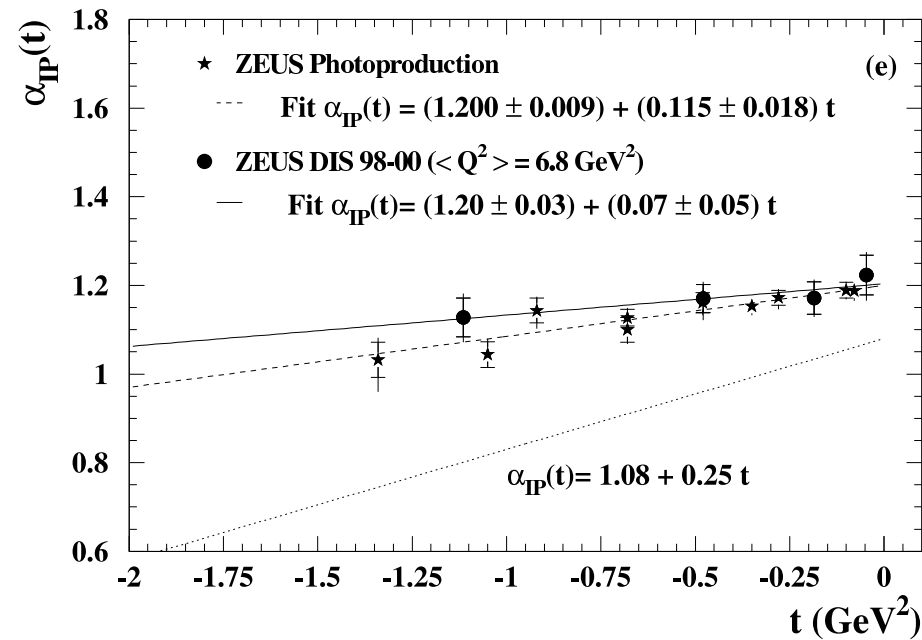 α_IP(t)
1.8
1.6
1.4
1.2
1
0.8
0.6
(e)
★ ZEUS Photoproduction
Fit α_IP(t) = (1.200 ± 0.009) + (0.115 ± 0.018) t
● ZEUS DIS 98-00 (< Q² > = 6.8 GeV²)
Fit α_IP(t)= (1.20 ± 0.03) + (0.07 ± 0.05) t
α_IP(t)= 1.08 + 0.25 t
-2 -1.75 -1.5 -1.25 -1 -0.75 -0.5 -0.25 0
t (GeV²)